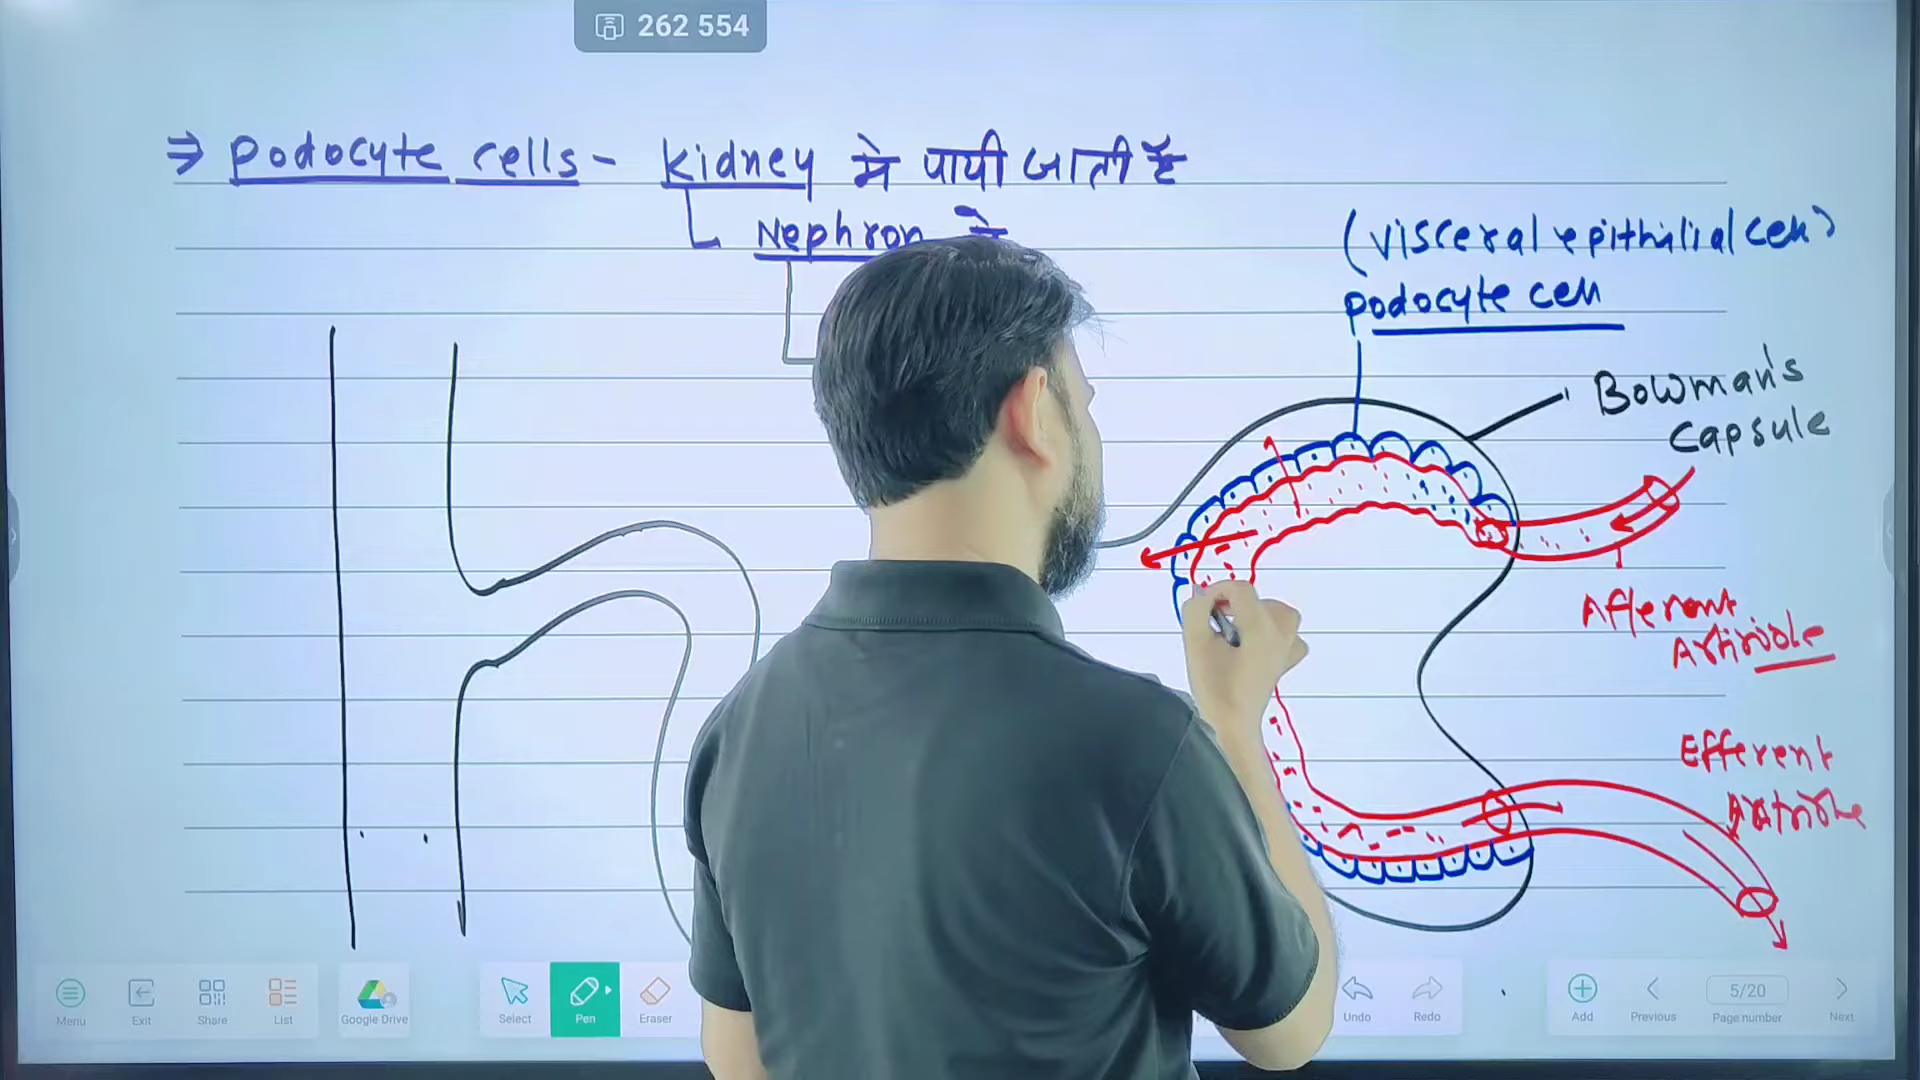 262 554
⇒ podocyte cells - kidney मे पायी जाती है
Nephron मे
(visceral epithilial cell)
podocyte cell
Bowman's
capsule
Afferent
Artiriole
Efferent
Menu
Exit
Share
List
Google Drive
Select
Pen
Eraser
Undo
Redo
Add
Previous
5/20
Page number
Next